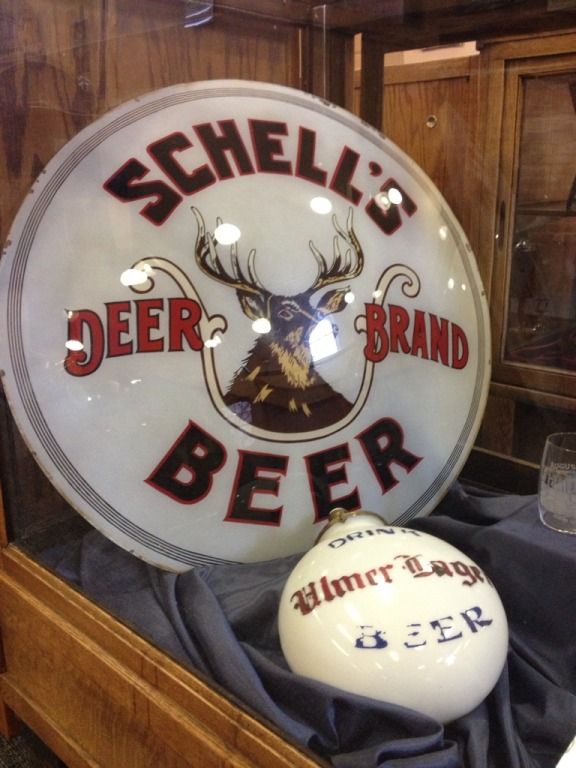 SCHELL'S
DEER BRAND
BEER
DRINK
Ulmer Lager
BEER